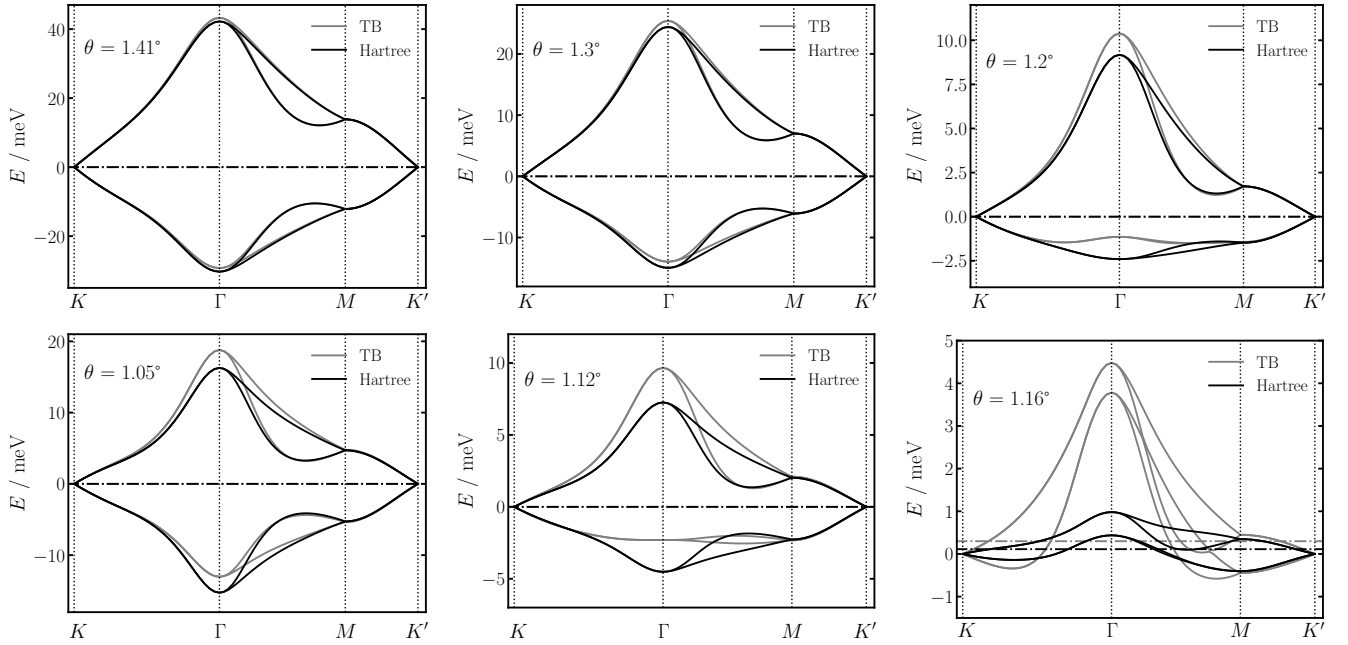 E / meV
40
20
0
−20
θ = 1.41°
TB
Hartree
K Γ M K′
E / meV
20
10
0
−10
θ = 1.3°
TB
Hartree
K Γ M K′
E / meV
10.0
7.5
5.0
2.5
0.0
−2.5
θ = 1.2°
TB
Hartree
K Γ M K′
E / meV
20
10
0
−10
θ = 1.05°
TB
Hartree
K Γ M K′
E / meV
10
5
0
−5
θ = 1.12°
TB
Hartree
K Γ M K′
E / meV
5
4
3
2
1
0
−1
θ = 1.16°
TB
Hartree
K Γ M K′